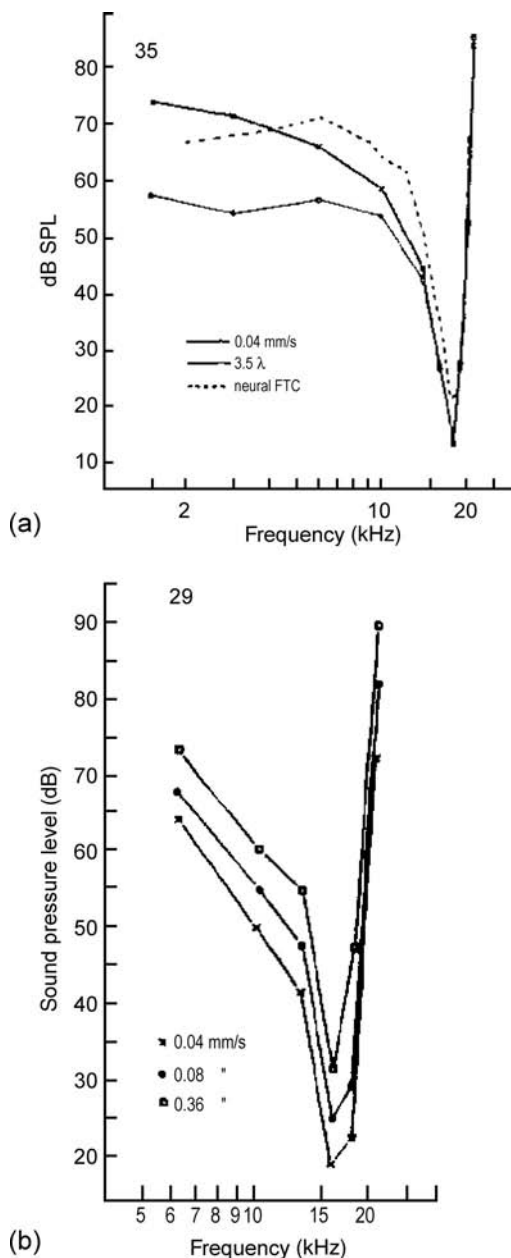 35
70
60
50
40
30
20
10
dB SPL
0.04 mm/s
3.5 λ
neural FTC
2
10
20
Frequency (kHz)
(a)
29
90
80
70
60
50
40
30
20
Sound pressure level (dB)
0.04 mm/s
0.08 "
0.36 "
5 6 7 8 9 10 15 20
Frequency (kHz)
(b)